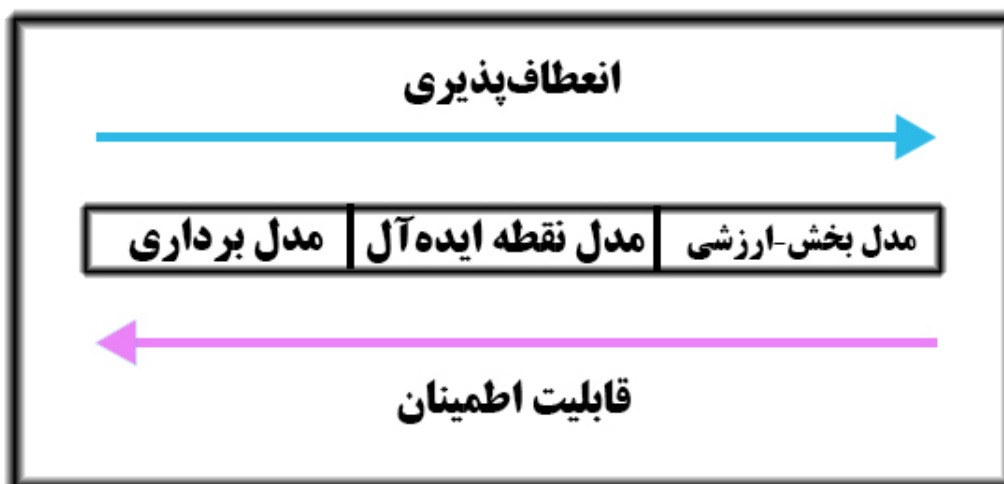 انعطاف‌پذیری
مدل بخش-ارزشی مدل نقطه ایده‌آل مدل برداری
قابلیت اطمینان